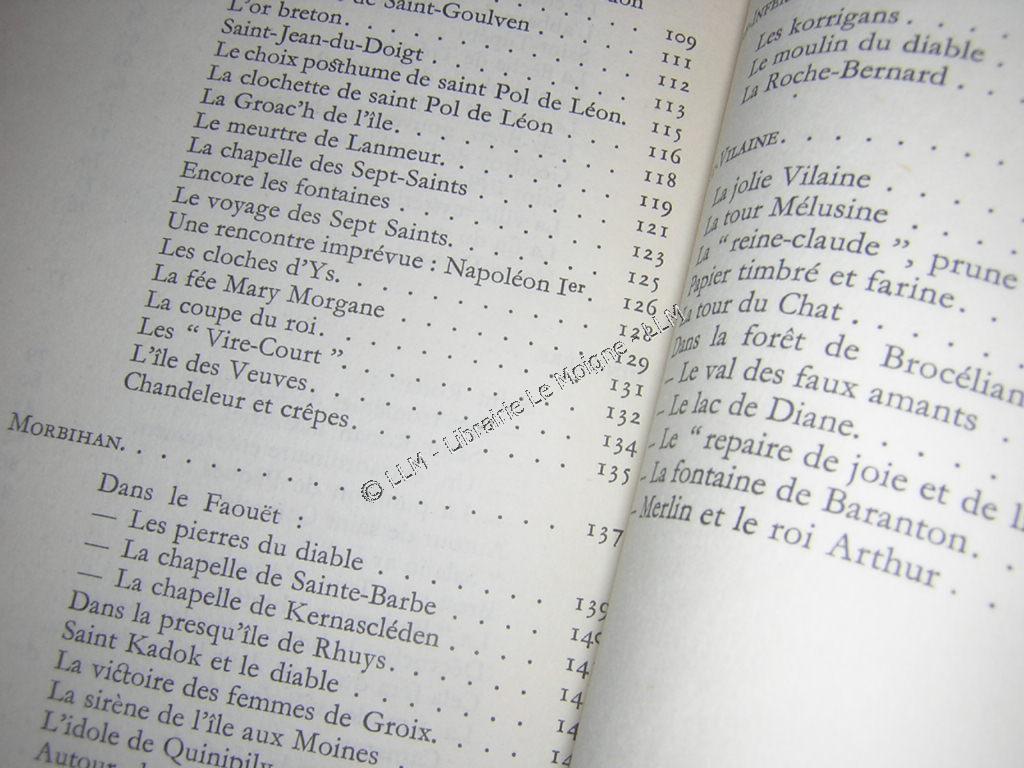 de Saint-Goulven . . . . . 109
L'or breton. . . . . . . . 111
Saint-Jean-du-Doigt . . . . . 112
Le choix posthume de saint Pol de Léon. 113
La clochette de saint Pol de Léon . 115
La Groac'h de l'île. . . . . . . 116
Le meurtre de Lanmeur. . . . . . 118
La chapelle des Sept-Saints . . . . 119
Encore les fontaines . . . . . . 121
Le voyage des Sept Saints. . . . . 123
Une rencontre imprévue : Napoléon Ier. 125
Les cloches d'Ys. . . . . . . 126
La fée Mary Morgane . . . . . . 128
La coupe du roi. . . . . . . 129
Les “ Vire-Court ” . . . . . . 131
L'île des Veuves. . . . . . . 132
Chandeleur et crêpes. . . . . . 134
135
MORBIHAN. . . . . . . . . 137
Dans le Faouët :
— Les pierres du diable . . . . . 139
— La chapelle de Sainte-Barbe . . . .
— La chapelle de Kernascléden . . . .
Dans la presqu'île de Rhuys. . . . .
Saint Kadok et le diable . . . . .
La victoire des femmes de Groix. . . .
La sirène de l'île aux Moines . . . .
L'idole de Quinipily
Autour
Les korrigans . . . .
Le moulin du diable .
La Roche-Bernard . . .
VILAINE. . . . . . .
La jolie Vilaine . . . .
La tour Mélusine . . . .
La “ reine-claude ”, prune
Papier timbré et farine. .
La tour du Chat . . . .
Dans la forêt de
– Le val des faux amants .
– Le lac de Diane. . . .
– Le “ repaire de joie et de
– La fontaine de Baranton.
– Merlin et le roi Arthur . .
© LLM - Librairie Le Moigne - LLM